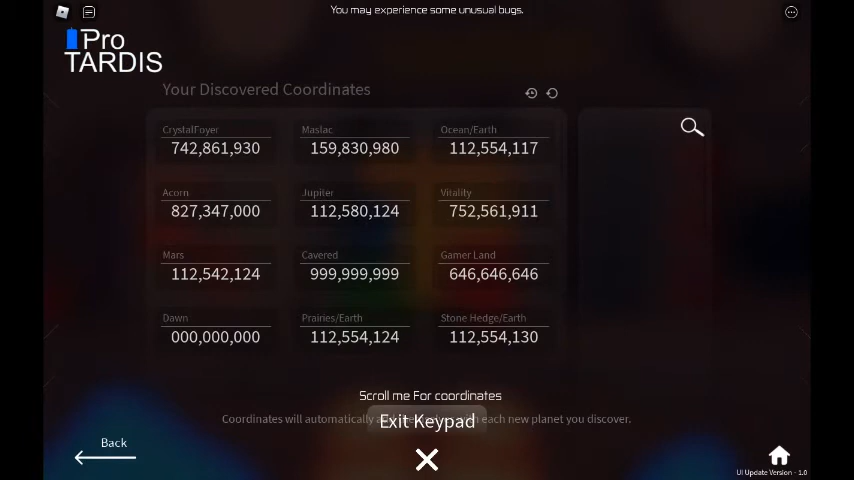 You may experience some unusual bugs.
Pro
TARDIS
Your Discovered Coordinates
CrystalFoyer
742,861,930
Maslac
159,830,980
Ocean/Earth
112,554,117
Acorn
827,347,000
Jupiter
112,580,124
Vitality
752,561,911
Mars
112,542,124
Cavered
999,999,999
Gamer Land
646,646,646
Dawn
000,000,000
Prairies/Earth
112,554,124
Stone Hedge/Earth
112,554,130
Scroll me For coordinates
Coordinates will automatically with each new planet you discover.
Exit Keypad
Back
UI Update Version - 1.0